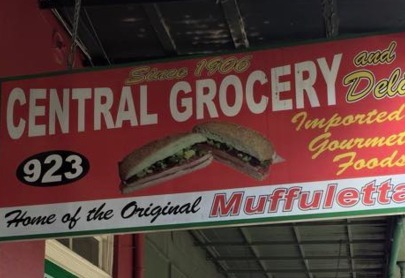 Since 1906
CENTRAL GROCERY and Deli
Imported
Gourmet
Foods
923
Home of the Original Muffuletta